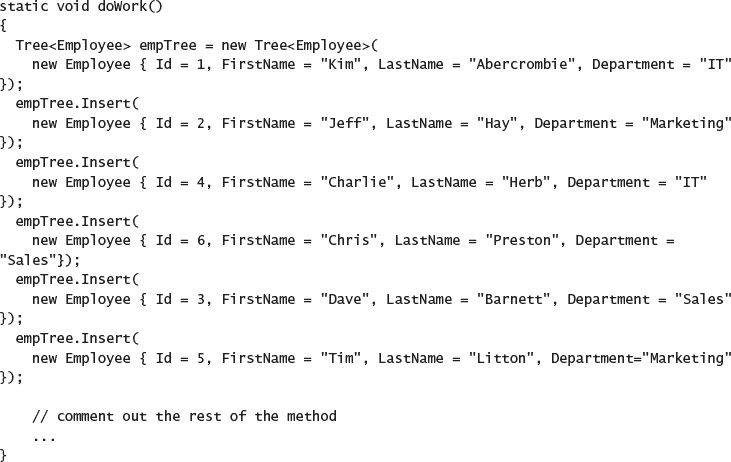 static void doWork()
{
  Tree<Employee> empTree = new Tree<Employee>(
    new Employee { Id = 1, FirstName = "Kim", LastName = "Abercrombie", Department = "IT"
});
  empTree.Insert(
    new Employee { Id = 2, FirstName = "Jeff", LastName = "Hay", Department = "Marketing"
});
  empTree.Insert(
    new Employee { Id = 4, FirstName = "Charlie", LastName = "Herb", Department = "IT"
});
  empTree.Insert(
    new Employee { Id = 6, FirstName = "Chris", LastName = "Preston", Department =
"Sales"});
  empTree.Insert(
    new Employee { Id = 3, FirstName = "Dave", LastName = "Barnett", Department = "Sales"
});
  empTree.Insert(
    new Employee { Id = 5, FirstName = "Tim", LastName = "Litton", Department="Marketing"
});

    // comment out the rest of the method
    ...
}